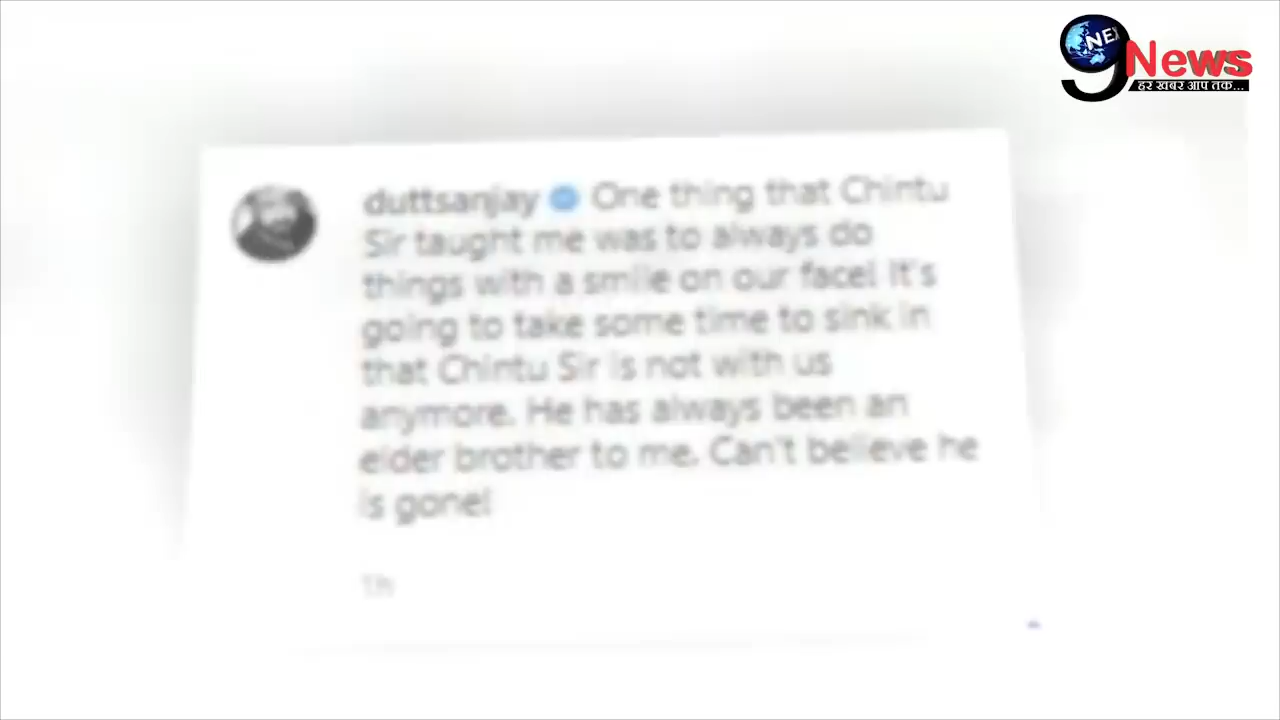 NEX
9 News
हर खबर आप तक...
duttsanjay One thing that Chintu
Sir taught me was to always do
things with a smile on our face! It's
going to take some time to sink in
that Chintu Sir is not with us
anymore. He has always been an
elder brother to me. Can't believe he
is gone!
1h